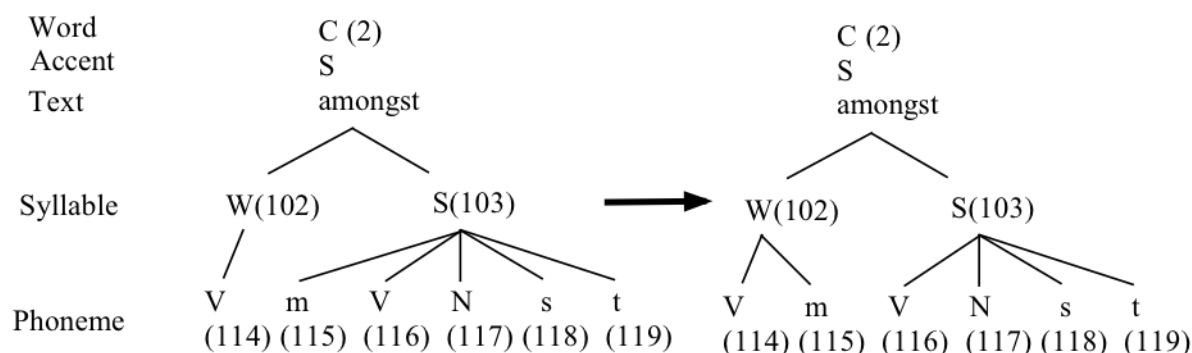 Word C (2) C (2)
Accent S S
Text amongst amongst
Syllable W(102) S(103) W(102) S(103)
V m V N s t V m V N s t
Phoneme (114) (115) (116) (117) (118) (119) (114) (115) (116) (117) (118) (119)